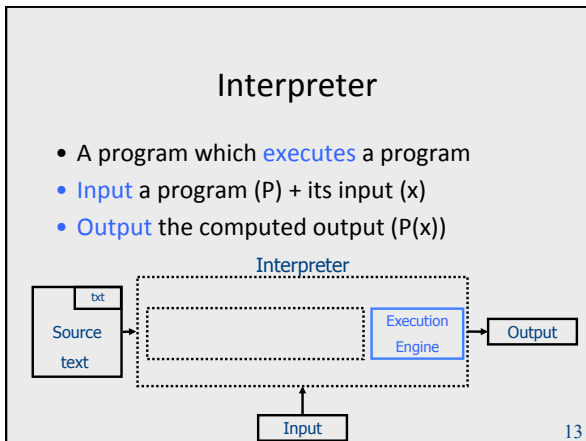 Interpreter
• A program which executes a program
• Input a program (P) + its input (x)
• Output the computed output (P(x))
Interpreter
txt
Source
text
Execution
Engine
Output
Input
13